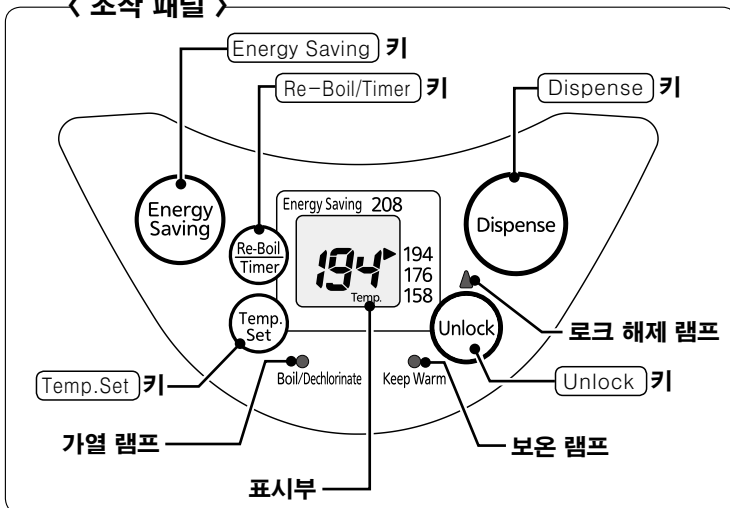 〈 조작 패널 〉
Energy Saving 키
Re-Boil/Timer 키
Dispense 키
Energy
Saving
Re-Boil
Timer
Energy Saving 208
194
Temp.
194
176
158
Dispense
Temp.
Set
Unlock
로크 해제 램프
Boil/Dechlorinate
Keep Warm
Temp.Set 키
Unlock 키
가열 램프
보온 램프
표시부